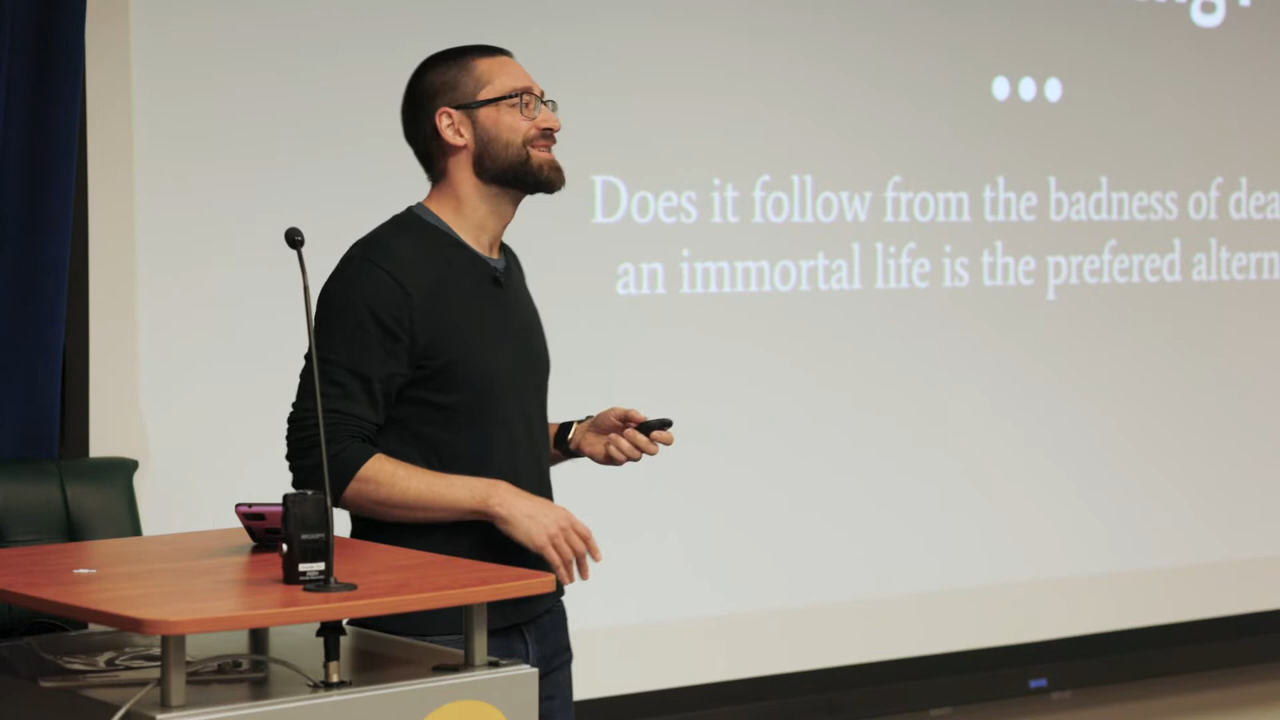 Does it follow from the badness of dea
an immortal life is the prefered altern